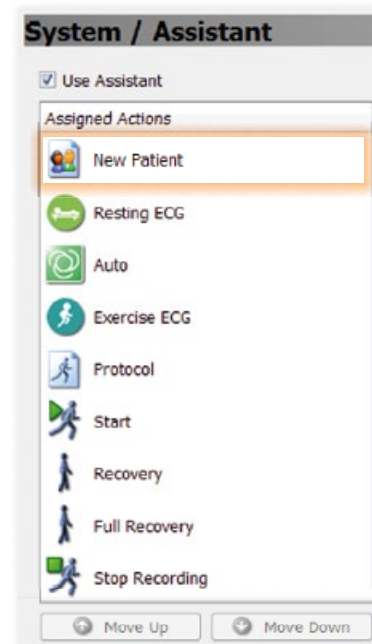 System / Assistant
Use Assistant
Assigned Actions
New Patient
Resting ECG
Auto
Exercise ECG
Protocol
Start
Recovery
Full Recovery
Stop Recording
Move Up Move Down